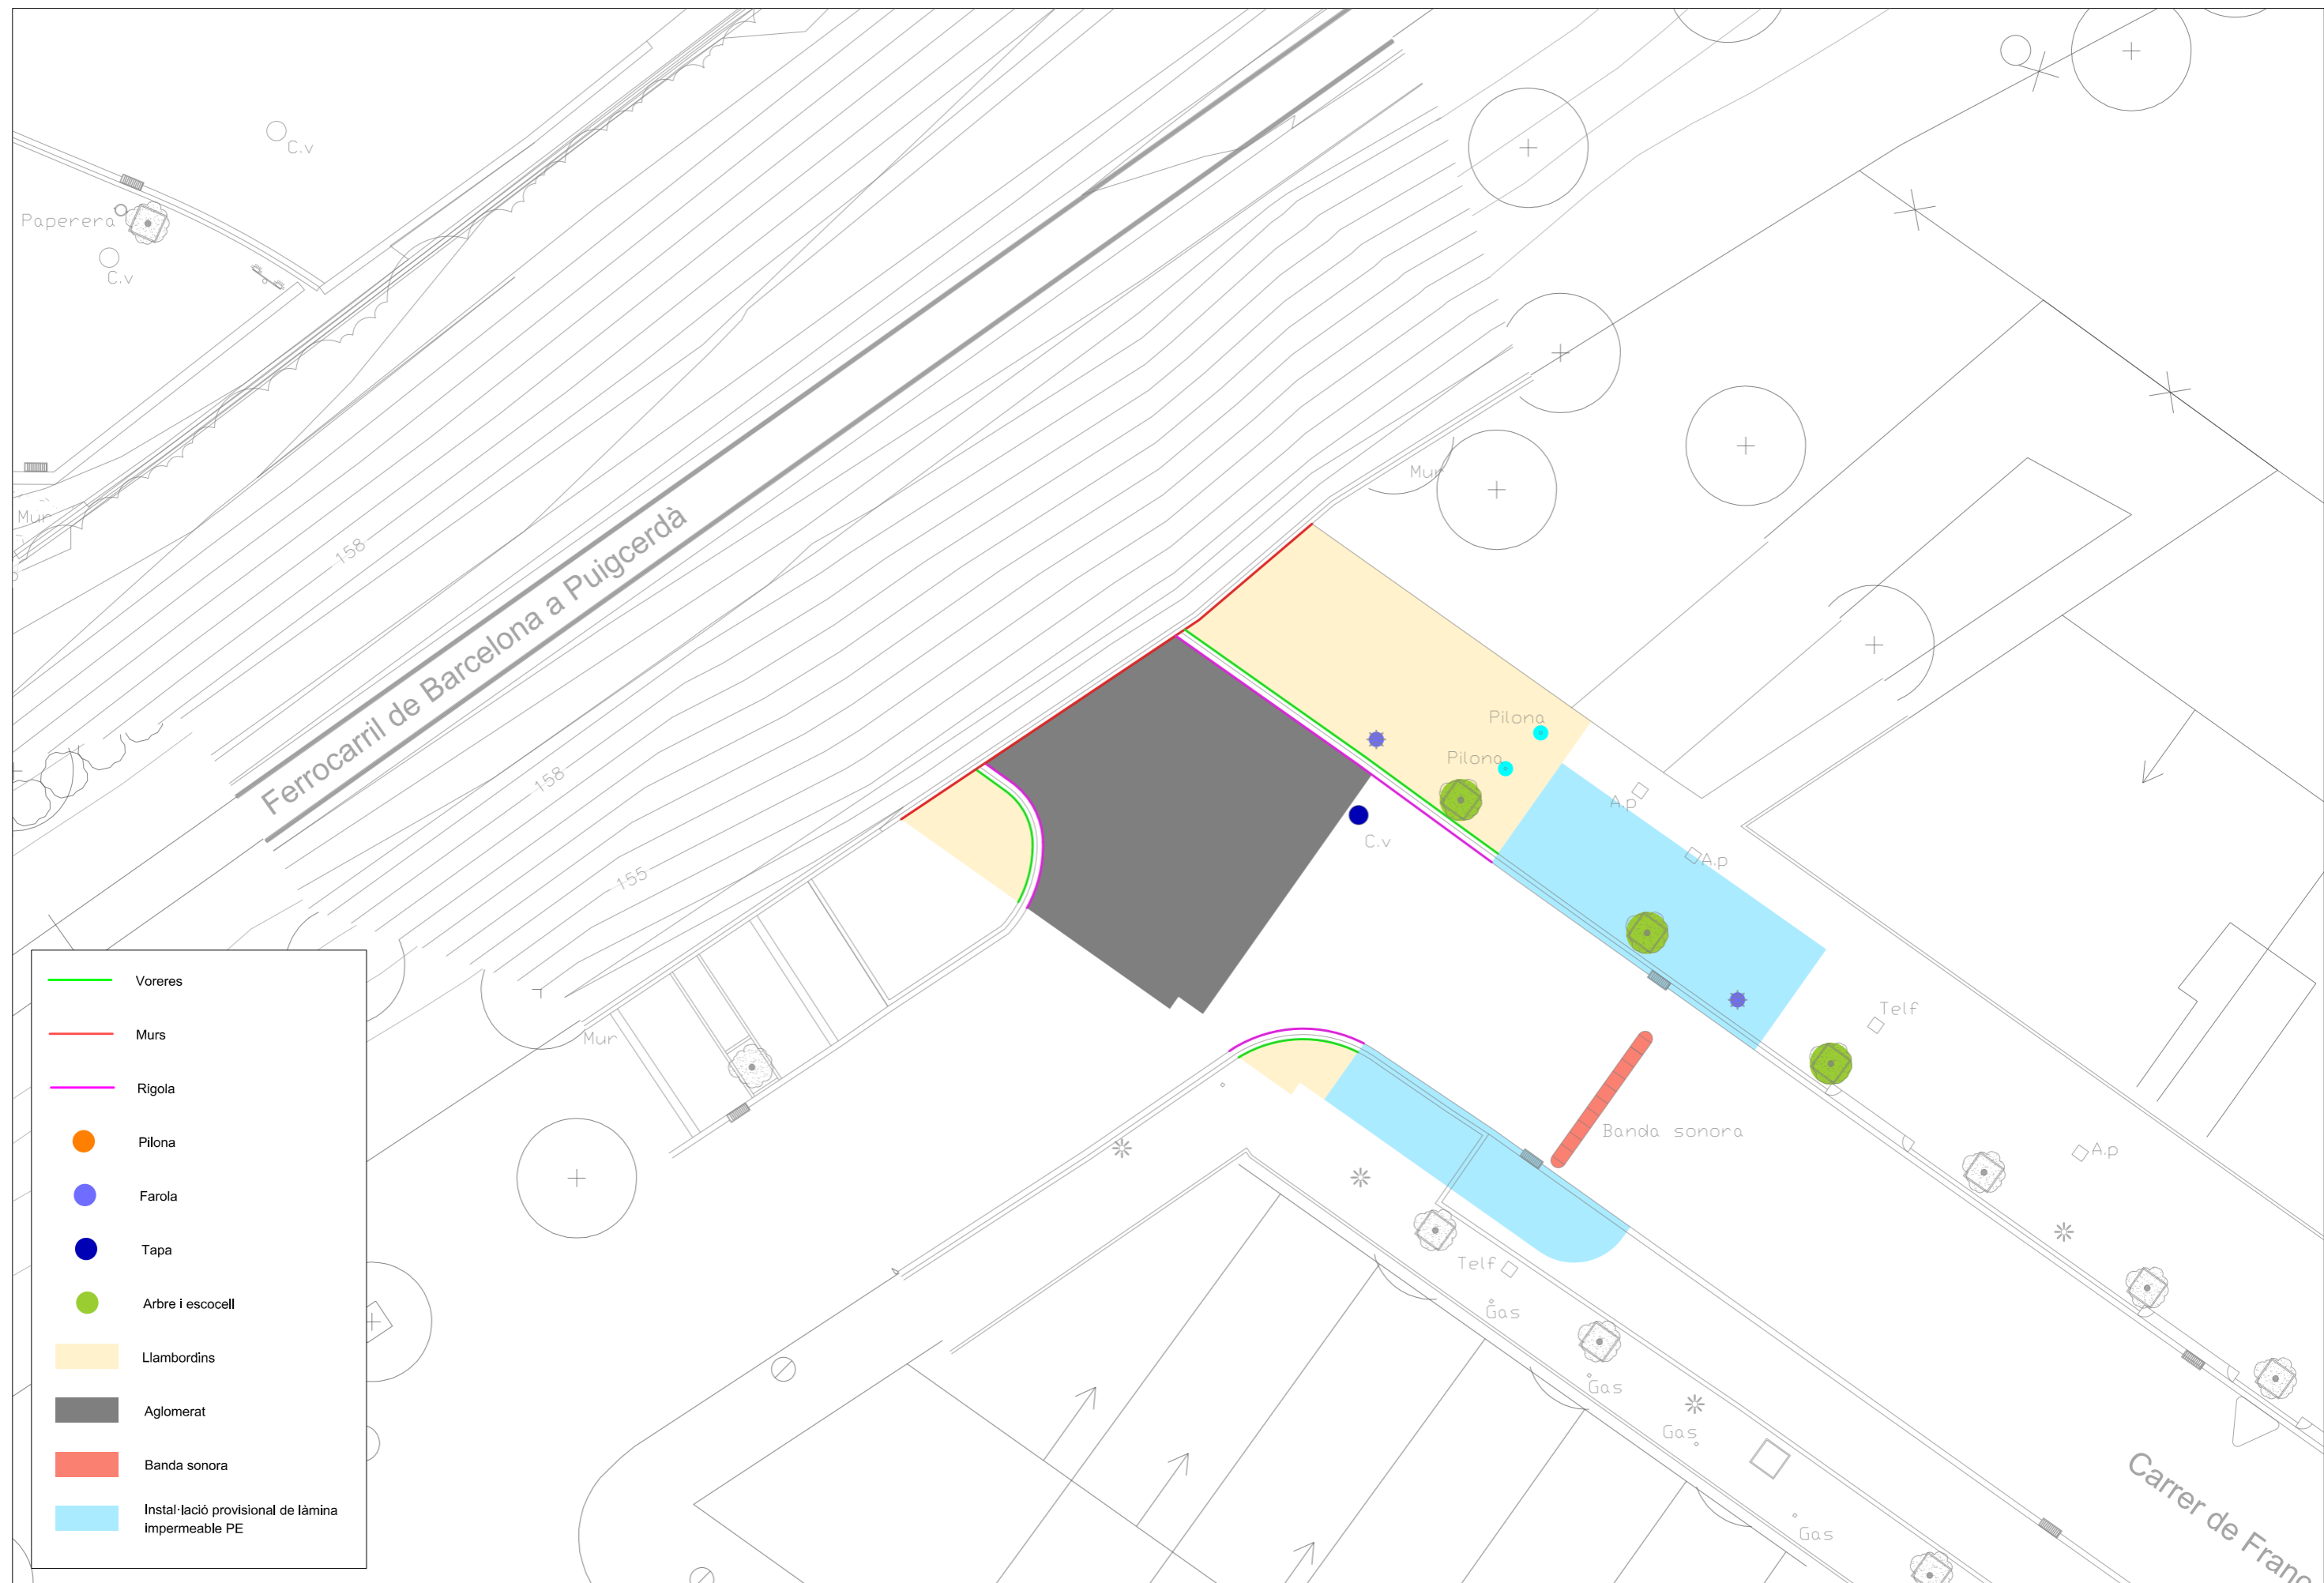 C.v
Paperera
C.v
Mur
158
Ferrocarril de Barcelona a Puigcerdà
Mur
Pilona
Pilona
A.p
C.v
A.p
158
155
Mur
Telf
Banda sonora
A.p
Telf
Gas
Gas
Gas
Gas
Carrer de Franc
Voreres
Murs
Rigola
Pilona
Farola
Tapa
Arbre i escocell
Llambordins
Aglomerat
Banda sonora
Instal·lació provisional de làmina
impermeable PE